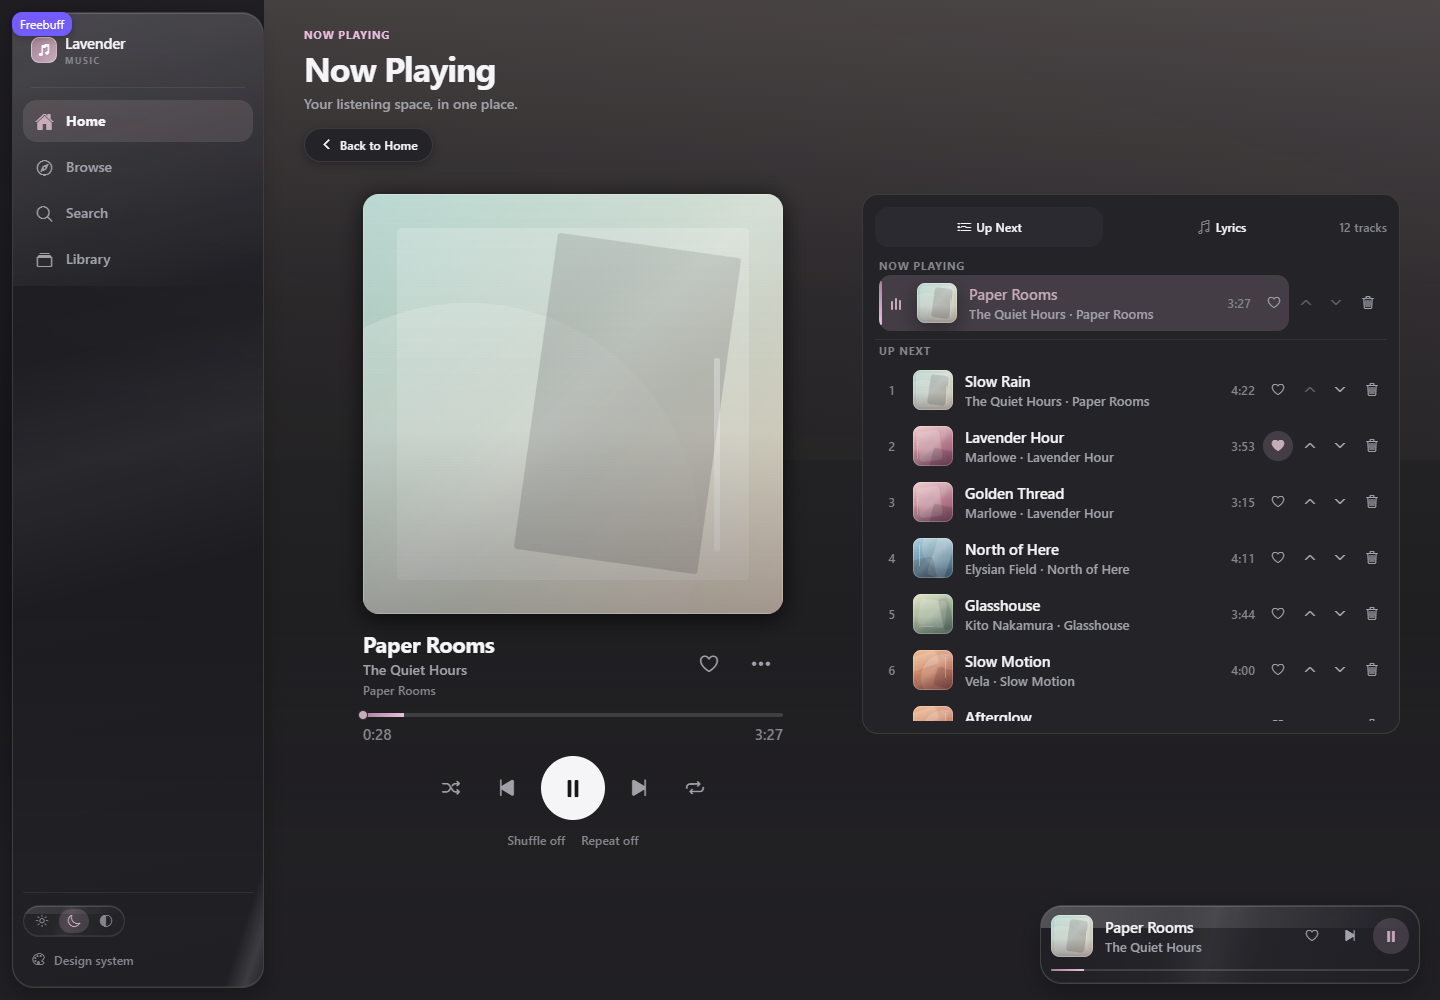 Freebuff
Lavender
MUSIC
Home
Browse
Search
Library
Design system
NOW PLAYING
Now Playing
Your listening space, in one place.
Back to Home
Paper Rooms
The Quiet Hours
Paper Rooms
0:28
3:27
Shuffle off Repeat off
Up Next
Lyrics
12 tracks
NOW PLAYING
Paper Rooms
The Quiet Hours · Paper Rooms
3:27
UP NEXT
1
Slow Rain
The Quiet Hours · Paper Rooms
4:22
2
Lavender Hour
Marlowe · Lavender Hour
3:53
3
Golden Thread
Marlowe · Lavender Hour
3:15
4
North of Here
Elysian Field · North of Here
4:11
5
Glasshouse
Kito Nakamura · Glasshouse
3:44
6
Slow Motion
Vela · Slow Motion
4:00
Afterglow
Paper Rooms
The Quiet Hours